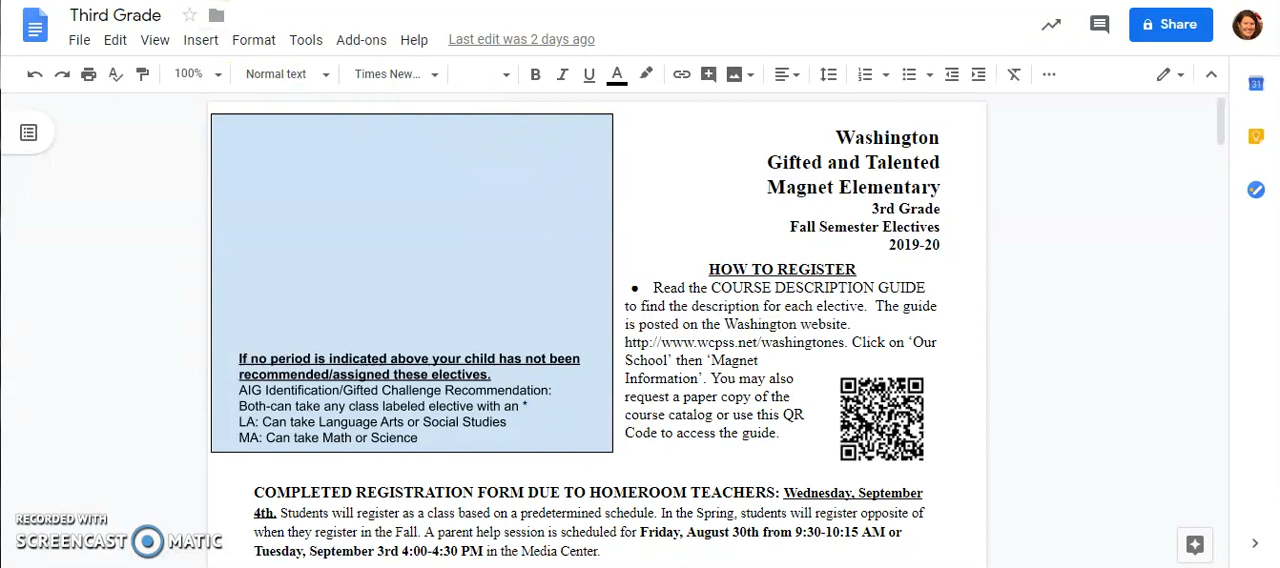 Third Grade
File Edit View Insert Format Tools Add-ons Help Last edit was 2 days ago
Share
100% Normal text Times New... B I U A
31
If no period is indicated above your child has not been
recommended/assigned these electives.
AIG Identification/Gifted Challenge Recommendation:
Both-can take any class labeled elective with an *
LA: Can take Language Arts or Social Studies
MA: Can take Math or Science
Washington
Gifted and Talented
Magnet Elementary
3rd Grade
Fall Semester Electives
2019-20
HOW TO REGISTER
● Read the COURSE DESCRIPTION GUIDE
to find the description for each elective. The guide
is posted on the Washington website.
http://www.wcpss.net/washingtones. Click on ‘Our
School’ then ‘Magnet
Information’. You may also
request a paper copy of the
course catalog or use this QR
Code to access the guide.
COMPLETED REGISTRATION FORM DUE TO HOMEROOM TEACHERS: Wednesday, September
4th. Students will register as a class based on a predetermined schedule. In the Spring, students will register opposite of
when they register in the Fall. A parent help session is scheduled for Friday, August 30th from 9:30-10:15 AM or
Tuesday, September 3rd 4:00-4:30 PM in the Media Center.
RECORDED WITH
SCREENCAST MATIC